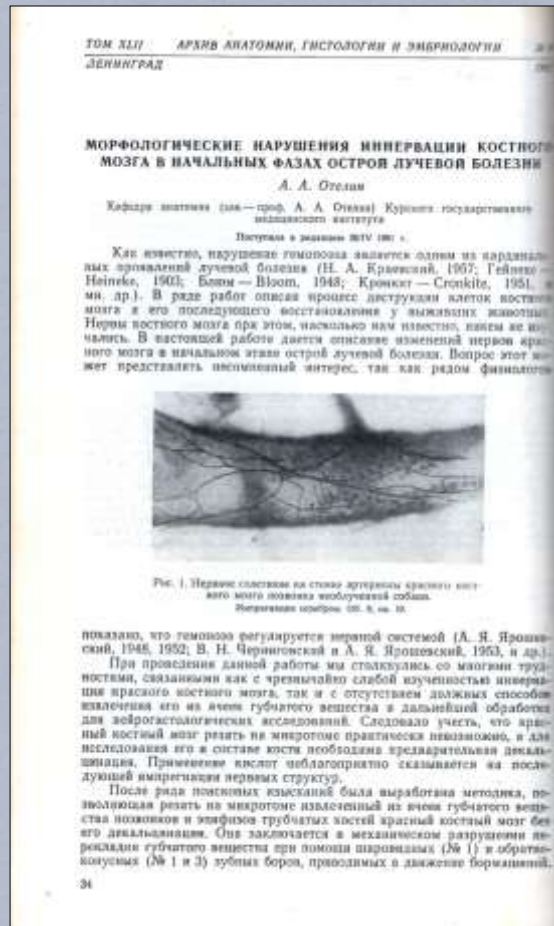 ТОМ XLII АРХИВ АНАТОМИИ, ГИСТОЛОГИИ И ЭМБРИОЛОГИИ
ЛЕНИНГРАД
МОРФОЛОГИЧЕСКИЕ НАРУШЕНИЯ ИННЕРВАЦИИ КОСТНОГО
МОЗГА В НАЧАЛЬНЫХ ФАЗАХ ОСТРОЙ ЛУЧЕВОЙ БОЛЕЗНИ
А. А. Отелин
Кафедра анатомии (зав. — проф. А. А. Отелин) Курского государственного
медицинского института
Поступила в редакцию
Как известно, нарушение гемопоэза является одним из кардиналь-
ных проявлений лучевой болезни (Н. А. Краевский, 1957; Гейнеке —
Heineke, 1903; Блюм — Bloom, 1948; Кронкит — Cronkite, 1951, и
мн. др.). В ряде работ описан процесс деструкции клеток костного
мозга и его последующего восстановления у выживших животных.
Нервы костного мозга при этом, насколько нам известно, никем не изу-
чались. В настоящей работе дается описание изменений нервов крас-
ного мозга в начальном этапе острой лучевой болезни. Вопрос этот мо-
жет представлять несомненный интерес, так как рядом физиологов
Рис. 1. Нервное сплетение на стенке артериолы красного кост-
ного мозга позвонка необлученной собаки.
Импрегнация серебром. Об. 8, ок. 10.
показано, что гемопоэз регулируется нервной системой (А. Я. Ярошев-
ский, 1948, 1952; В. Н. Черниговский и А. Я. Ярошевский, 1953, и др.).
При проведении данной работы мы столкнулись со многими труд-
ностями, связанными как с чрезвычайно слабой изученностью иннерва-
ции красного костного мозга, так и с отсутствием должных способов
извлечения его из ячеек губчатого вещества и дальнейшей обработки
для нейрогистологических исследований. Следовало учесть, что крас-
ный костный мозг резать на микротоме практически невозможно, и для
исследования его в составе кости необходима предварительная декаль-
цинация. Применение кислот неблагоприятно сказывается на после-
дующей импрегнации нервных структур.
После ряда поисковых изысканий была выработана методика, по-
зволяющая резать на микротоме извлеченный из ячеек губчатого веще-
ства позвонков и эпифизов трубчатых костей красный костный мозг без
его декальцинации. Она заключается в механическом разрушении пе-
рекладин губчатого вещества при помощи шаровидных (№ 1) и обратно-
конусных (№ 1 и 3) зубных боров, приводимых в движение бормашиной.
34